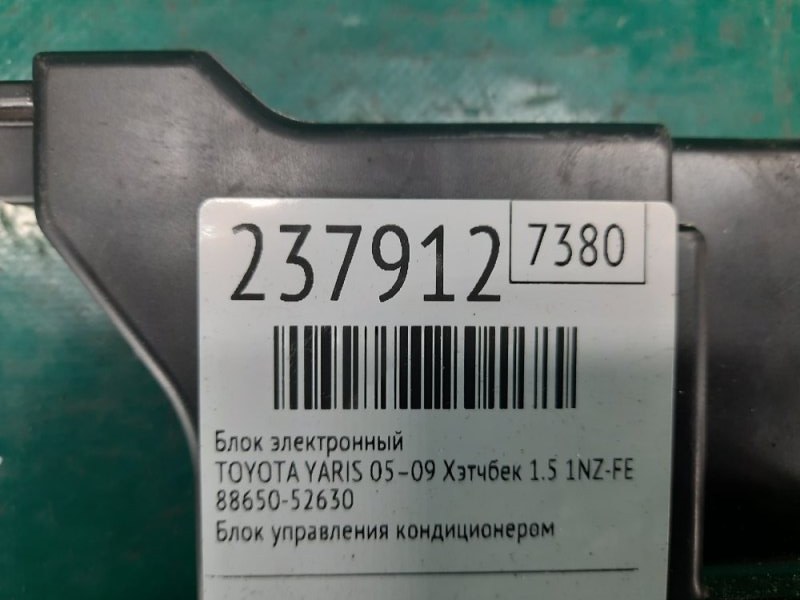 237912 7380
Блок электронный
TOYOTA YARIS 05-09 Хэтчбек 1.5 1NZ-FE
88650-52630
Блок управления кондиционером